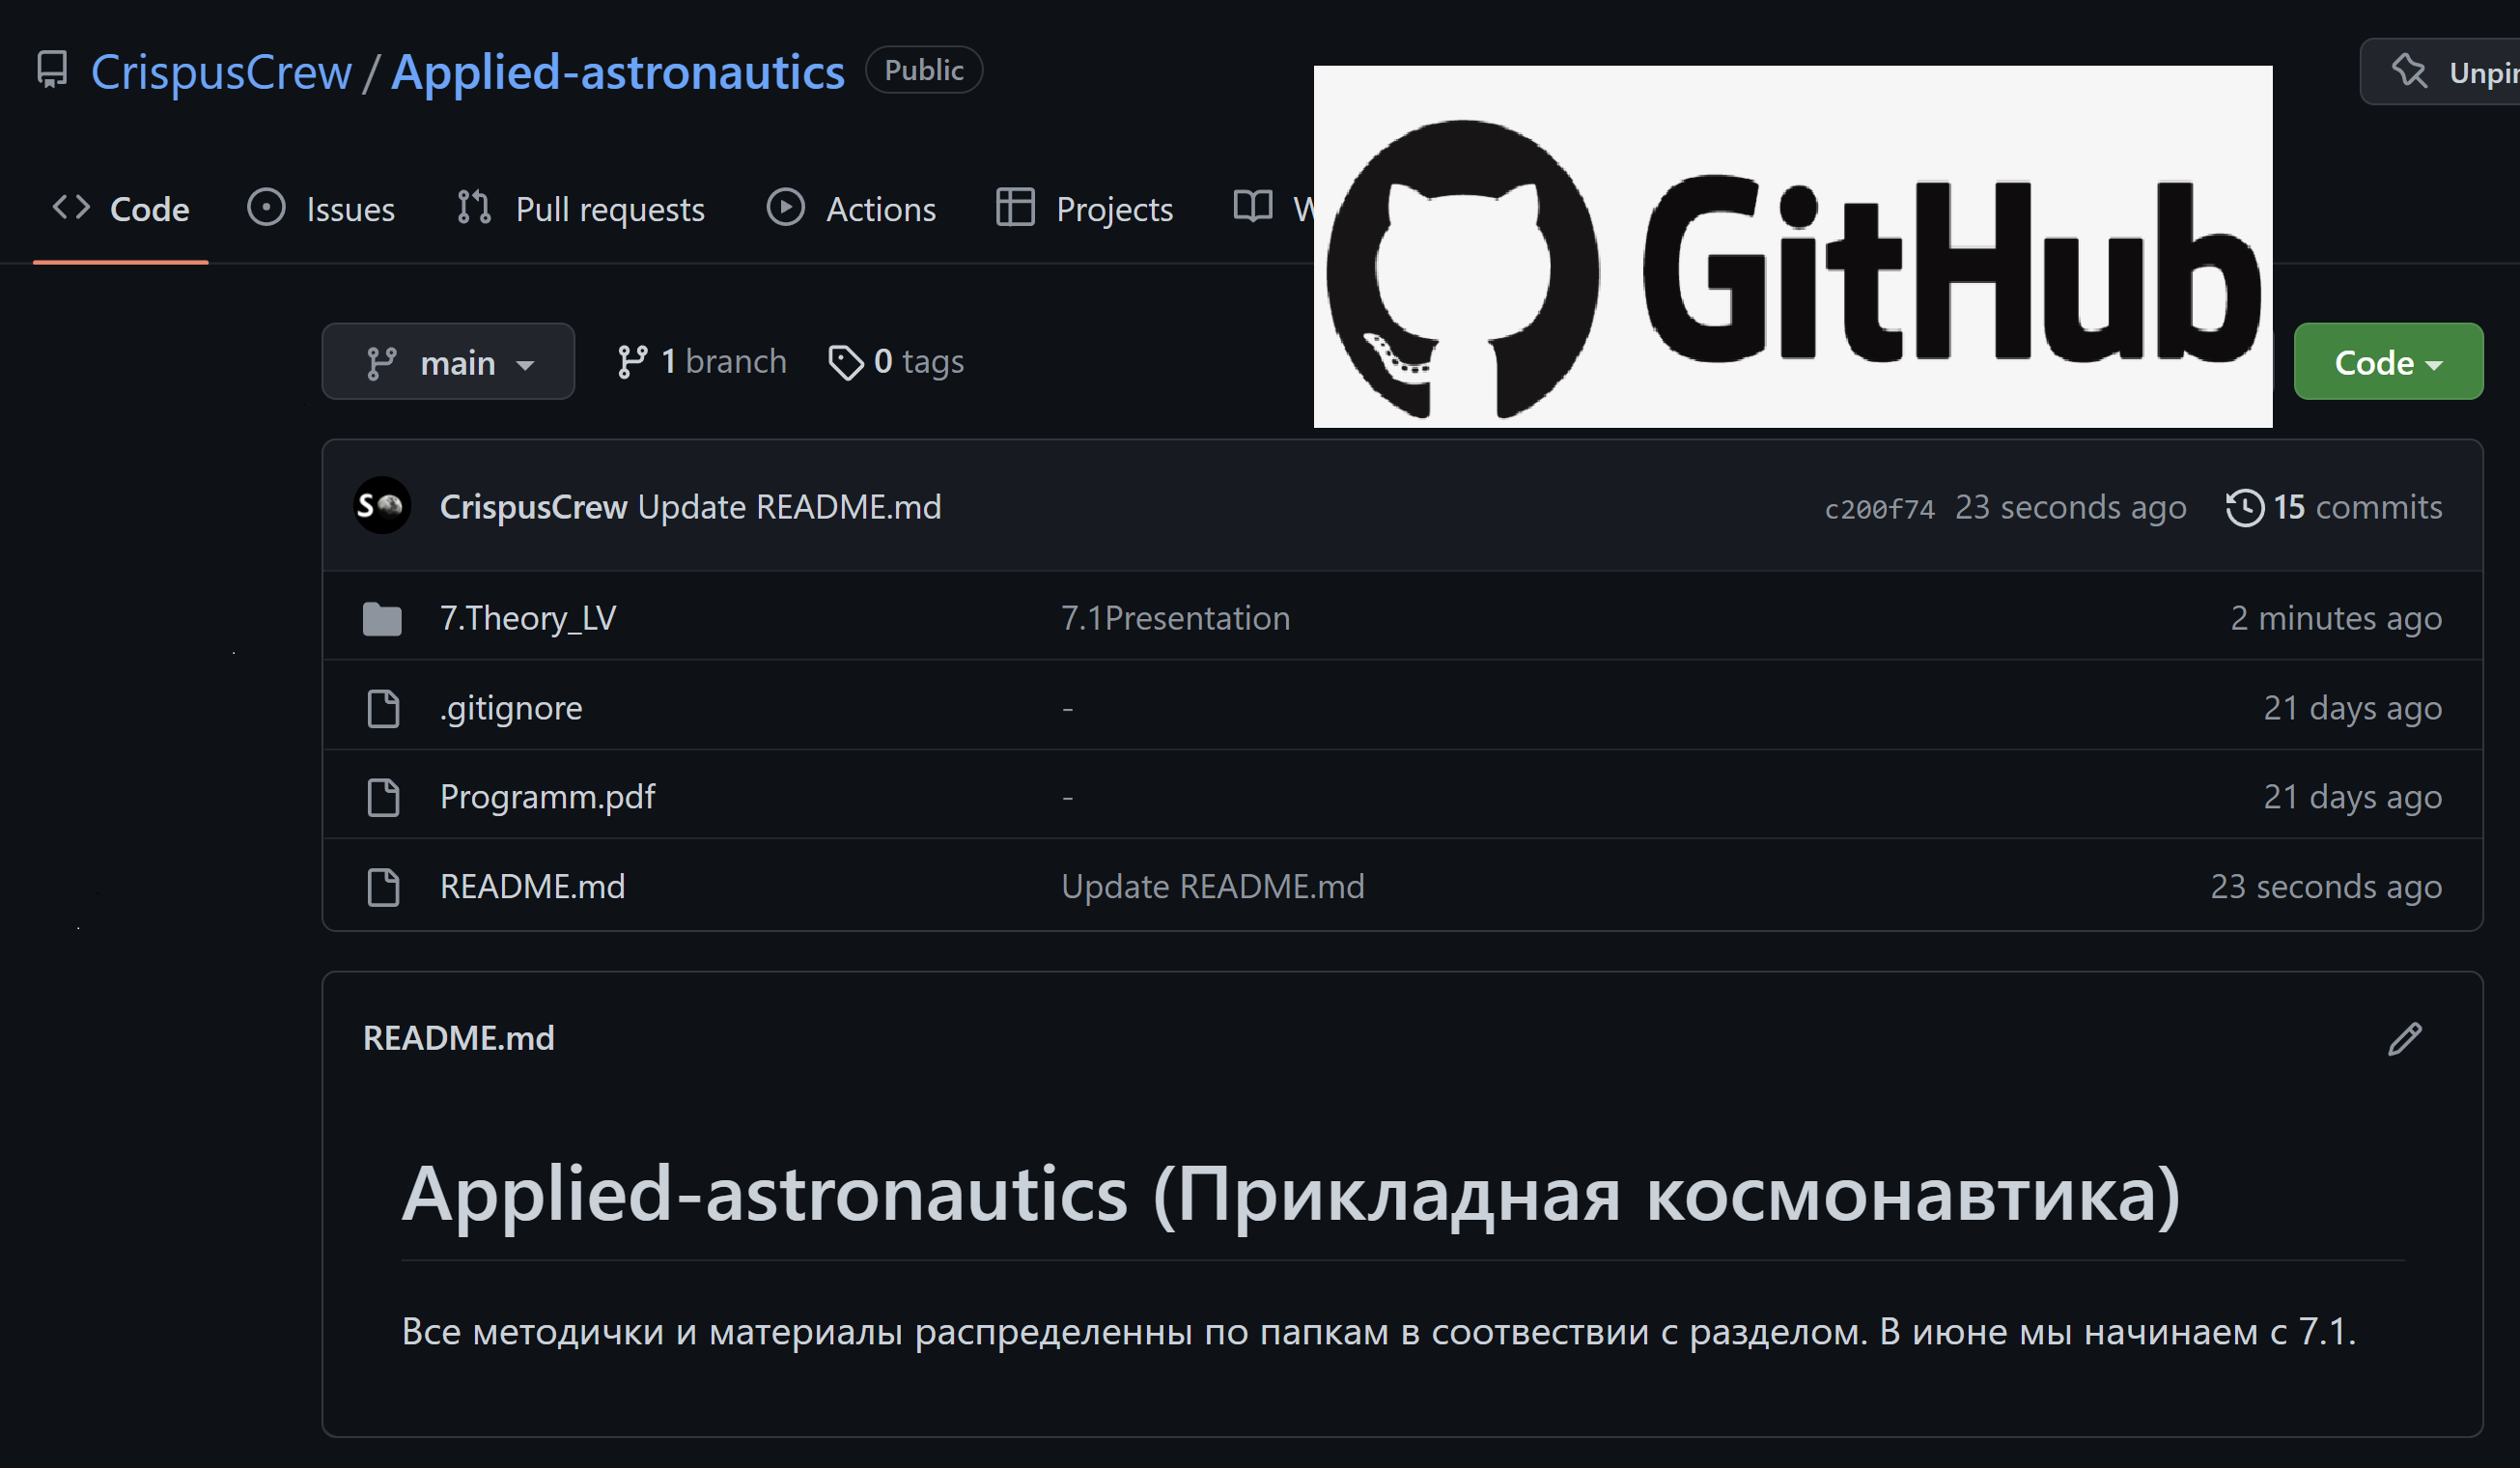 CrispusCrew / Applied-astronautics Public
Unpin
Code Issues Pull requests Actions Projects
GitHub
main 1 branch 0 tags
Code
CrispusCrew Update README.md c200f74 23 seconds ago 15 commits
7.Theory_LV 7.1Presentation 2 minutes ago
.gitignore - 21 days ago
Programm.pdf - 21 days ago
README.md Update README.md 23 seconds ago
README.md
Applied-astronautics (Прикладная космонавтика)
Все методички и материалы распределенны по папкам в соотвествии с разделом. В июне мы начинаем с 7.1.